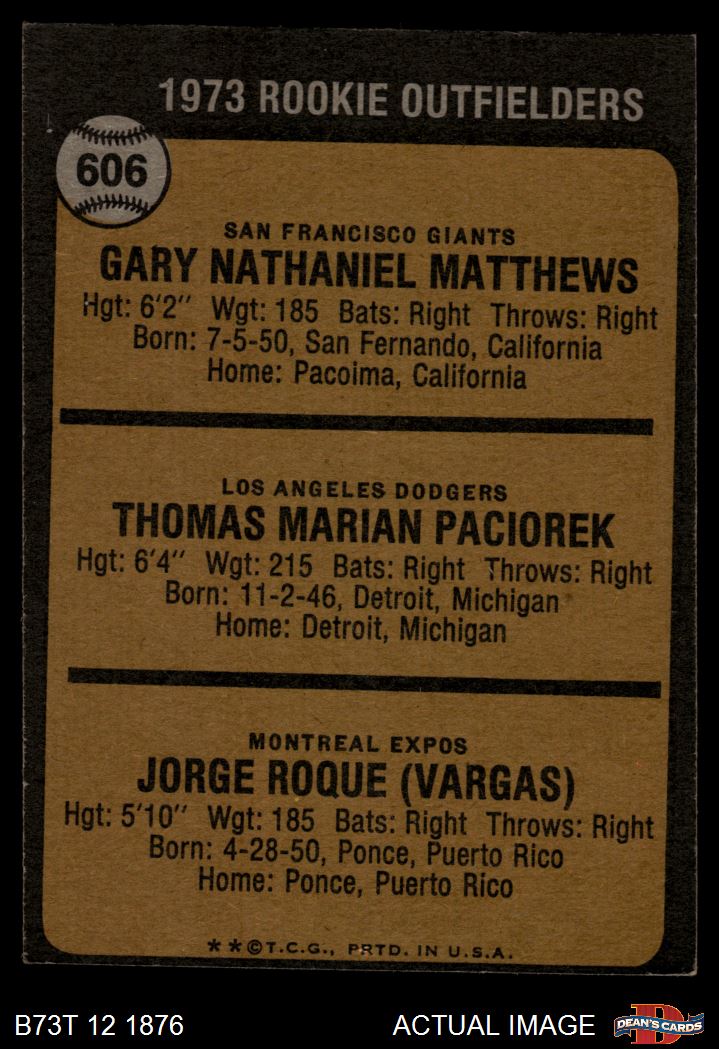 1973 ROOKIE OUTFIELDERS
606
SAN FRANCISCO GIANTS
GARY NATHANIEL MATTHEWS
Hgt: 6'2" Wgt: 185 Bats: Right Throws: Right
Born: 7-5-50, San Fernando, California
Home: Pacoima, California
LOS ANGELES DODGERS
THOMAS MARIAN PACIOREK
Hgt: 6'4" Wgt: 215 Bats: Right Throws: Right
Born: 11-2-46, Detroit, Michigan
Home: Detroit, Michigan
MONTREAL EXPOS
JORGE ROQUE (VARGAS)
Hgt: 5'10" Wgt: 185 Bats: Right Throws: Right
Born: 4-28-50, Ponce, Puerto Rico
Home: Ponce, Puerto Rico
**©T.C.G., PRTD. IN U.S.A.
B73T 12 1876 ACTUAL IMAGE
D
DEAN'S CARDS